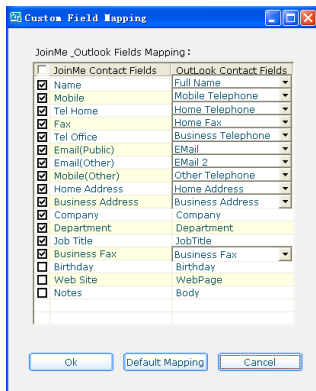 Custom Field Mapping
JoinMe _Outlook Fields Mapping :
JoinMe Contact Fields OutLook Contact Fields
Name Full Name
Mobile Mobile Telephone
Tel Home Home Telephone
Fax Home Fax
Tel Office Business Telephone
Email(Public) EMail
Email(Other) EMail 2
Mobile(Other) Other Telephone
Home Address Home Address
Business Address Business Address
Company Company
Department Department
Job Title JobTitle
Business Fax Business Fax
Birthday Birthday
Web Site WebPage
Notes Body
Ok Default Mapping Cancel